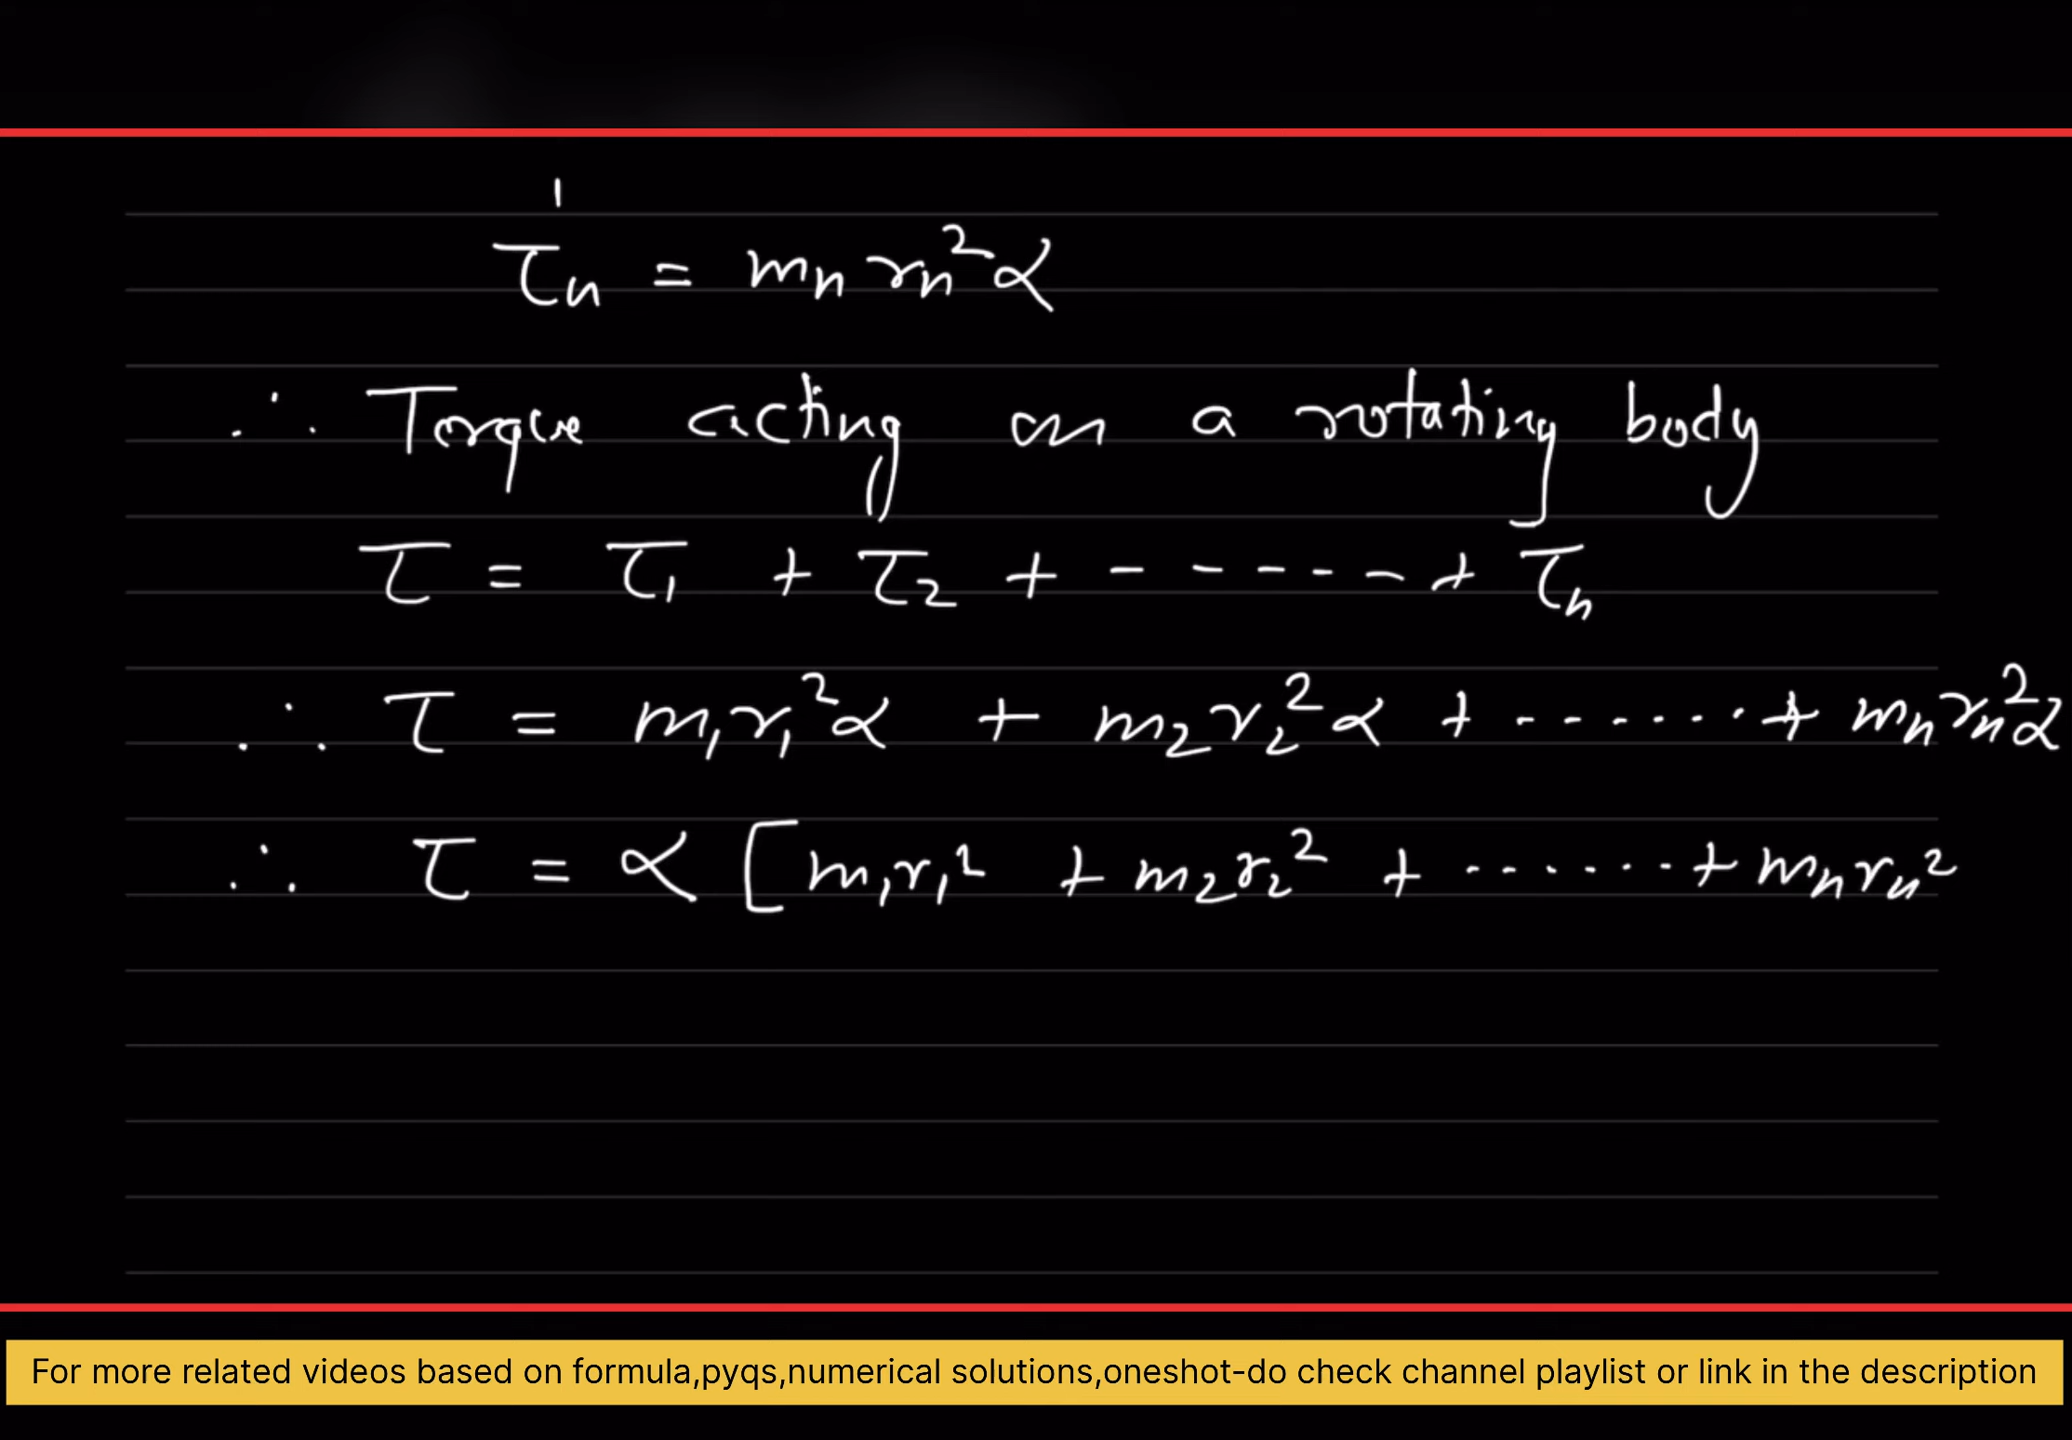 τₙ = mₙ rₙ² α
∴ Torque acting on a rotating body
τ = τ₁ + τ₂ + - - - - - - + τₙ
∴ τ = m₁r₁²α + m₂r₂²α + ....... + mₙrₙ²α
∴ τ = α [m₁r₁² + m₂r₂² + ....... + mₙrₙ²
For more related videos based on formula,pyqs,numerical solutions,oneshot-do check channel playlist or link in the description